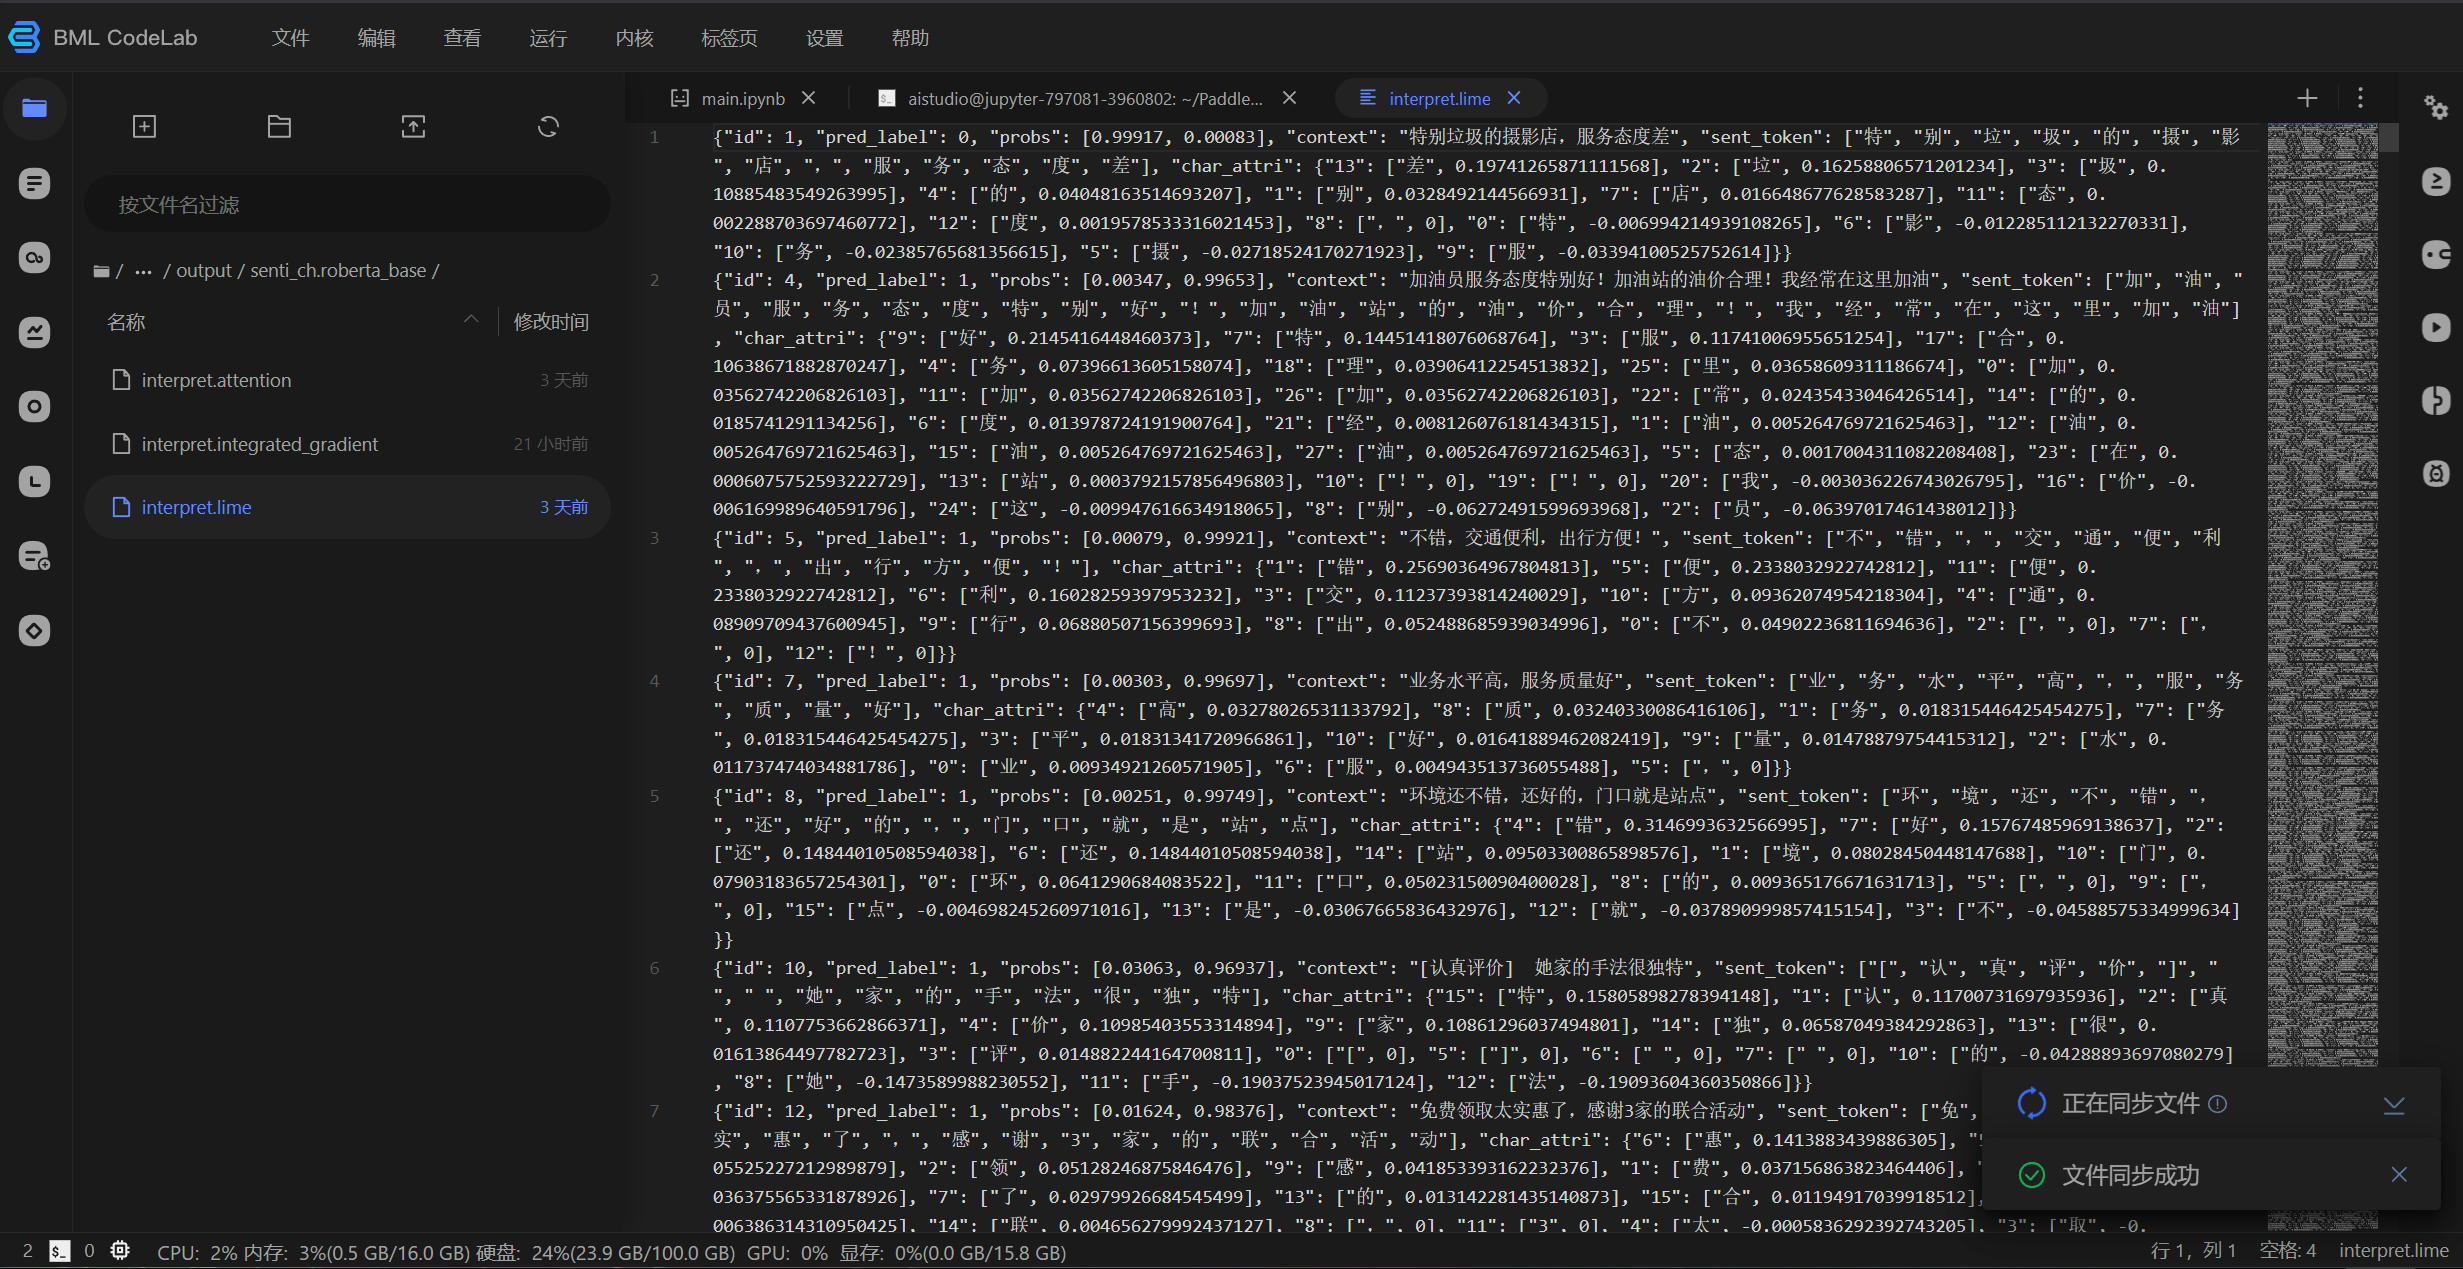 BML CodeLab 文件 编辑 查看 运行 内核 标签页 设置 帮助
main.ipynb
aistudio@jupyter-797081-3960802: ~/Paddle...
interpret.lime
按文件名过滤
/ ··· / output / senti_ch.roberta_base /
名称 修改时间
interpret.attention 3 天前
interpret.integrated_gradient 21 小时前
interpret.lime 3 天前
1 {"id": 1, "pred_label": 0, "probs": [0.99917, 0.00083], "context": "特别垃圾的摄影店，服务态度差", "sent_token": ["特", "别", "垃", "圾", "的", "摄", "影
", "店", "，", "服", "务", "态", "度", "差"], "char_attri": {"13": ["差", 0.19741265871111568], "2": ["垃", 0.16258806571201234], "3": ["圾", 0.
10885483549263995], "4": ["的", 0.04048163514693207], "1": ["别", 0.0328492144566931], "7": ["店", 0.016648677628583287], "11": ["态", 0.
002288703697460772], "12": ["度", 0.0019578533316021453], "8": ["，", 0], "0": ["特", -0.006994214939108265], "6": ["影", -0.012285112132270331],
"10": ["务", -0.02385765681356615], "5": ["摄", -0.02718524170271923], "9": ["服", -0.03394100525752614]}}
2 {"id": 4, "pred_label": 1, "probs": [0.00347, 0.99653], "context": "加油员服务态度特别好！加油站的油价合理！我经常在这里加油", "sent_token": ["加", "油", "
员", "服", "务", "态", "度", "特", "别", "好", "！", "加", "油", "站", "的", "油", "价", "合", "理", "！", "我", "经", "常", "在", "这", "里", "加", "油"]
, "char_attri": {"9": ["好", 0.2145416448460373], "7": ["特", 0.14451418076068764], "3": ["服", 0.11741006955651254], "17": ["合", 0.
10638671882870247], "4": ["务", 0.07396613605158074], "18": ["理", 0.03906412254513832], "25": ["里", 0.03658609311186674], "0": ["加", 0.
03562742206826103], "11": ["加", 0.03562742206826103], "26": ["加", 0.03562742206826103], "22": ["常", 0.02435433046426514], "14": ["的", 0.
0185741291134256], "6": ["度", 0.013978724191900764], "21": ["经", 0.008126076181434315], "1": ["油", 0.005264769721625463], "12": ["油", 0.
005264769721625463], "15": ["油", 0.005264769721625463], "27": ["油", 0.005264769721625463], "5": ["态", 0.0017004311082208408], "23": ["在", 0.
0006075752593222729], "13": ["站", 0.0003792157856496803], "10": ["！", 0], "19": ["！", 0], "20": ["我", -0.003036226743026795], "16": ["价", -0.
006169989640591796], "24": ["这", -0.009947616634918065], "8": ["别", -0.06272491599693968], "2": ["员", -0.06397017461438012]}}
3 {"id": 5, "pred_label": 1, "probs": [0.00079, 0.99921], "context": "不错，交通便利，出行方便！", "sent_token": ["不", "错", "，", "交", "通", "便", "利
", "，", "出", "行", "方", "便", "！"], "char_attri": {"1": ["错", 0.25690364967804813], "5": ["便", 0.2338032922742812], "11": ["便", 0.
2338032922742812], "6": ["利", 0.16028259397953232], "3": ["交", 0.11237393814240029], "10": ["方", 0.09362074954218304], "4": ["通", 0.
08909709437600945], "9": ["行", 0.06880507156399693], "8": ["出", 0.052488685939034996], "0": ["不", 0.04902236811694636], "2": ["，", 0], "7": ["，
", 0], "12": ["！", 0]}}
4 {"id": 7, "pred_label": 1, "probs": [0.00303, 0.99697], "context": "业务水平高，服务质量好", "sent_token": ["业", "务", "水", "平", "高", "，", "服", "务
", "质", "量", "好"], "char_attri": {"4": ["高", 0.03278026531133792], "8": ["质", 0.03240330086416106], "1": ["务", 0.018315446425454275], "7": ["务
", 0.018315446425454275], "3": ["平", 0.01831341720966861], "10": ["好", 0.01641889462082419], "9": ["量", 0.01478879754415312], "2": ["水", 0.
011737474034881786], "0": ["业", 0.00934921260571905], "6": ["服", 0.004943513736055488], "5": ["，", 0]}}
5 {"id": 8, "pred_label": 1, "probs": [0.00251, 0.99749], "context": "环境还不错，还好的，门口就是站点", "sent_token": ["环", "境", "还", "不", "错", "，
", "还", "好", "的", "，", "门", "口", "就", "是", "站", "点"], "char_attri": {"4": ["错", 0.3146993632566995], "7": ["好", 0.15767485969138637], "2":
["还", 0.14844010508594038], "6": ["还", 0.14844010508594038], "14": ["站", 0.09503300865898576], "1": ["境", 0.08028450448147688], "10": ["门", 0.
07903183657254301], "0": ["环", 0.0641290684083522], "11": ["口", 0.05023150090400028], "8": ["的", 0.009365176671631713], "5": ["，", 0], "9": ["，
", 0], "15": ["点", -0.004698245260971016], "13": ["是", -0.03067665836432976], "12": ["就", -0.037890999857415154], "3": ["不", -0.04588575334999634]
}}
6 {"id": 10, "pred_label": 1, "probs": [0.03063, 0.96937], "context": "[认真评价]  她家的手法很独特", "sent_token": ["[", "认", "真", "评", "价", "]", "
", " ", "她", "家", "的", "手", "法", "很", "独", "特"], "char_attri": {"15": ["特", 0.15805898278394148], "1": ["认", 0.11700731697935936], "2": ["真
", 0.1107753662866371], "4": ["价", 0.10985403553314894], "9": ["家", 0.10861296037494801], "14": ["独", 0.06587049384292863], "13": ["很", 0.
01613864497782723], "3": ["评", 0.014882244164700811], "0": ["[", 0], "5": ["]", 0], "6": [" ", 0], "7": [" ", 0], "10": ["的", -0.04288893697080279]
, "8": ["她", -0.1473589988230552], "11": ["手", -0.19037523945017124], "12": ["法", -0.19093604360350866]}}
7 {"id": 12, "pred_label": 1, "probs": [0.01624, 0.98376], "context": "免费领取太实惠了，感谢3家的联合活动", "sent_token": ["免",
实", "惠", "了", "，", "感", "谢", "3", "家", "的", "联", "合", "活", "动"], "char_attri": {"6": ["惠", 0.1413883439886305],
05525227212989879], "2": ["领", 0.05128246875846476], "9": ["感", 0.041853393162232376], "1": ["费", 0.037156863823464406], "
036375565331878926], "7": ["了", 0.02979926684545499], "13": ["的", 0.013142281435140873], "15": ["合", 0.01194917039918512],
006386314310950425], "14": ["联", 0.004656279992437127], "8": ["，", 0], "11": ["3", 0], "4": ["太", -0.0005836292392743205], "3": ["取", -0.
正在同步文件
文件同步成功
2 0 CPU: 2% 内存: 3%(0.5 GB/16.0 GB) 硬盘: 24%(23.9 GB/100.0 GB) GPU: 0% 显存: 0%(0.0 GB/15.8 GB) 行 1，列 1 空格: 4 interpret.lime